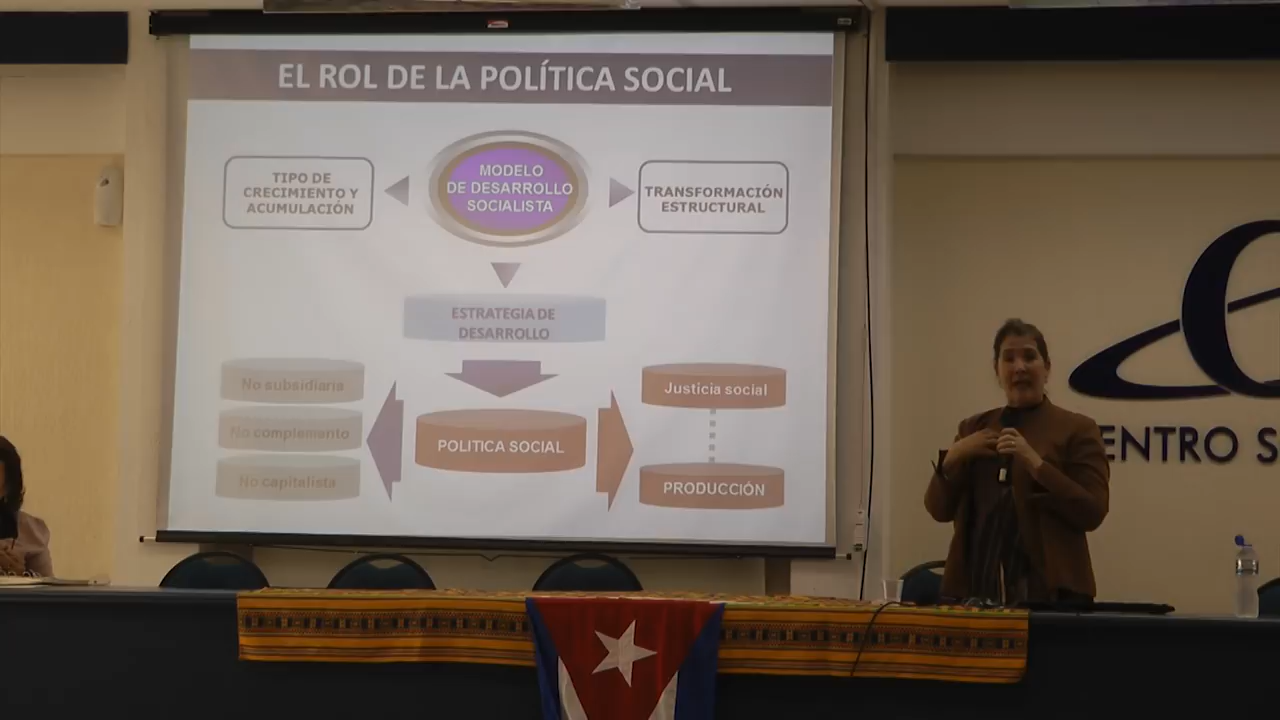 EL ROL DE LA POLÍTICA SOCIAL
TIPO DE
CRECIMIENTO Y
ACUMULACIÓN
MODELO
DE DESARROLLO
SOCIALISTA
TRANSFORMACIÓN
ESTRUCTURAL
ESTRATEGIA DE
DESARROLLO
No subsidiaria
No complemento
No capitalista
POLITICA SOCIAL
Justicia social
PRODUCCIÓN
ENTRO S